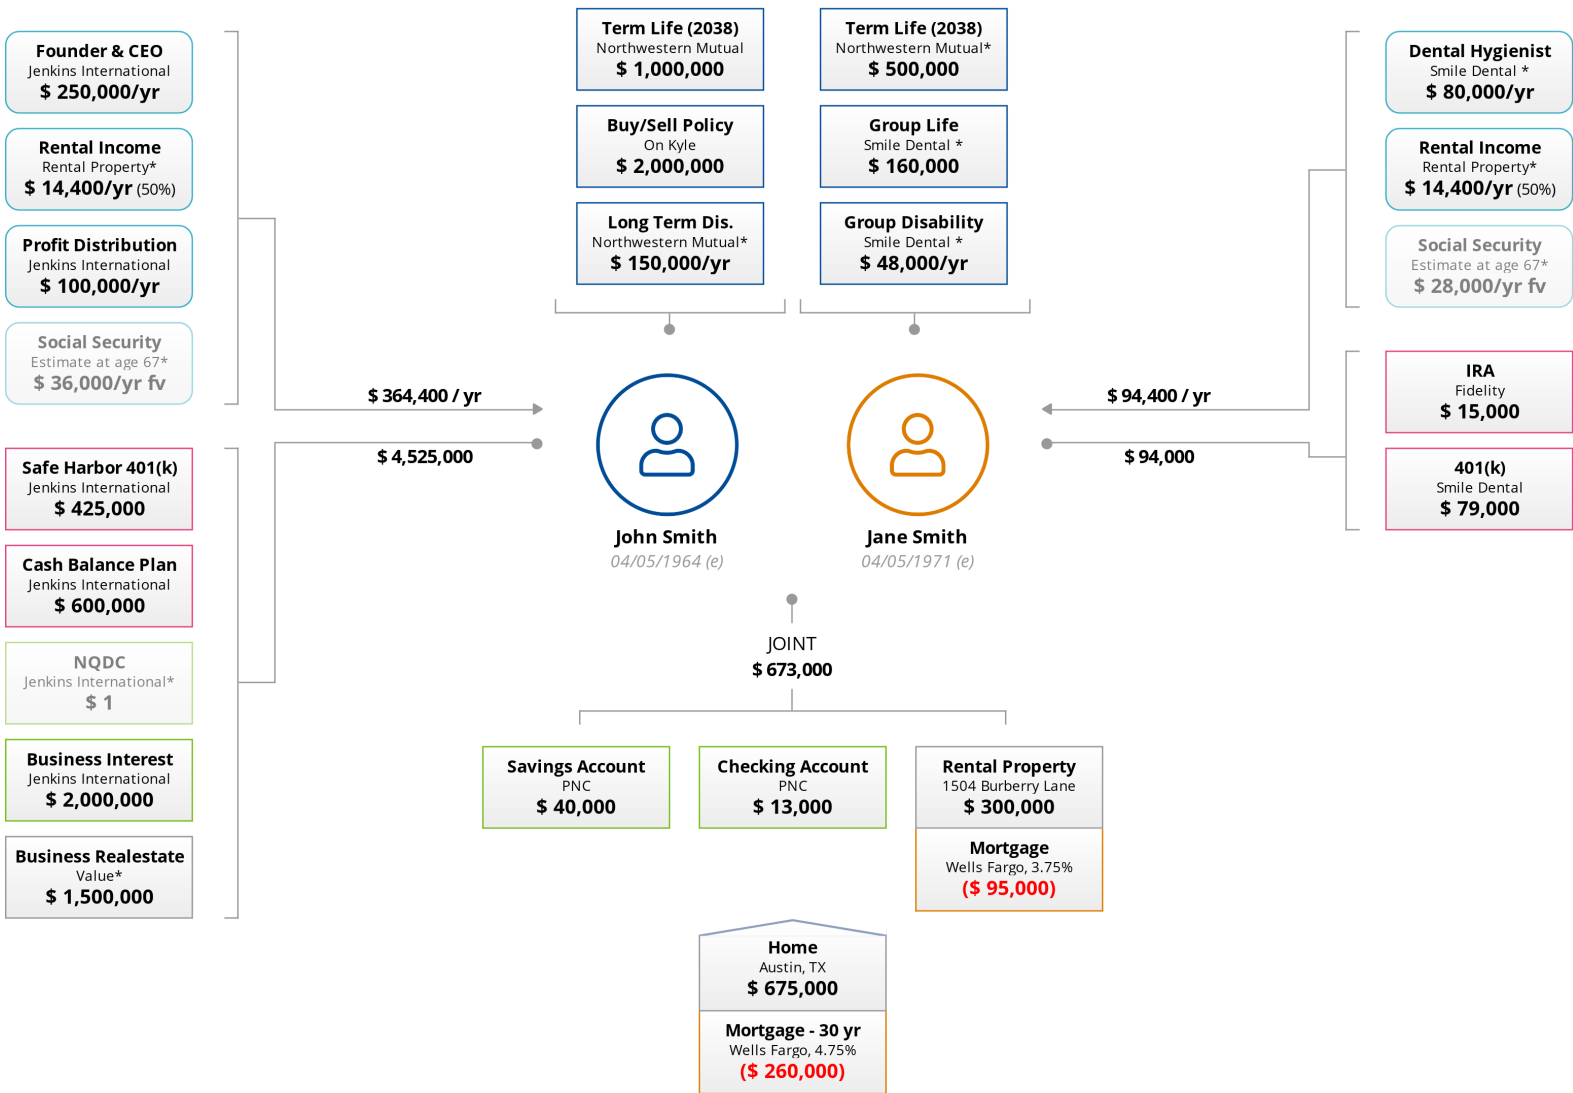 Founder & CEO
Jenkins International
$ 250,000/yr
Rental Income
Rental Property*
$ 14,400/yr (50%)
Profit Distribution
Jenkins International
$ 100,000/yr
Social Security
Estimate at age 67*
$ 36,000/yr fv
Safe Harbor 401(k)
Jenkins International
$ 425,000
Cash Balance Plan
Jenkins International
$ 600,000
NQDC
Jenkins International*
$ 1
Business Interest
Jenkins International
$ 2,000,000
Business Realestate
Value*
$ 1,500,000
$ 364,400 / yr
$ 4,525,000
Term Life (2038)
Northwestern Mutual
$ 1,000,000
Buy/Sell Policy
On Kyle
$ 2,000,000
Long Term Dis.
Northwestern Mutual*
$ 150,000/yr
Term Life (2038)
Northwestern Mutual*
$ 500,000
Group Life
Smile Dental *
$ 160,000
Group Disability
Smile Dental *
$ 48,000/yr
John Smith
04/05/1964 (e)
Jane Smith
04/05/1971 (e)
$ 94,400 / yr
$ 94,000
Dental Hygienist
Smile Dental *
$ 80,000/yr
Rental Income
Rental Property*
$ 14,400/yr (50%)
Social Security
Estimate at age 67*
$ 28,000/yr fv
IRA
Fidelity
$ 15,000
401(k)
Smile Dental
$ 79,000
JOINT
$ 673,000
Savings Account
PNC
$ 40,000
Checking Account
PNC
$ 13,000
Rental Property
1504 Burberry Lane
$ 300,000
Mortgage
Wells Fargo, 3.75%
($ 95,000)
Home
Austin, TX
$ 675,000
Mortgage - 30 yr
Wells Fargo, 4.75%
($ 260,000)